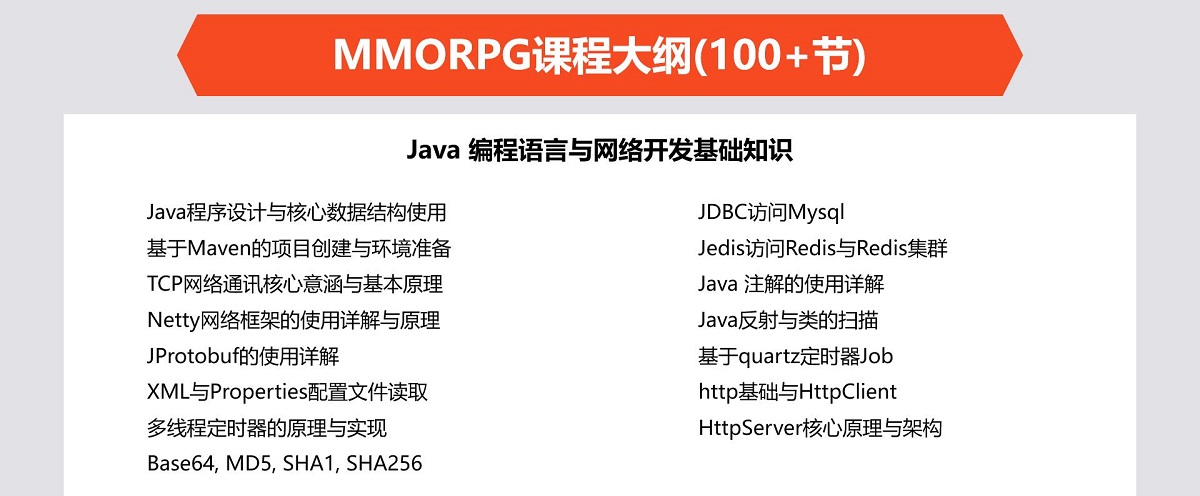 MMORPG课程大纲(100+节)
Java 编程语言与网络开发基础知识
Java程序设计与核心数据结构使用
基于Maven的项目创建与环境准备
TCP网络通讯核心意涵与基本原理
Netty网络框架的使用详解与原理
JProtobuf的使用详解
XML与Properties配置文件读取
多线程定时器的原理与实现
Base64, MD5, SHA1, SHA256
JDBC访问Mysql
Jedis访问Redis与Redis集群
Java 注解的使用详解
Java反射与类的扫描
基于quartz定时器Job
http基础与HttpClient
HttpServer核心原理与架构